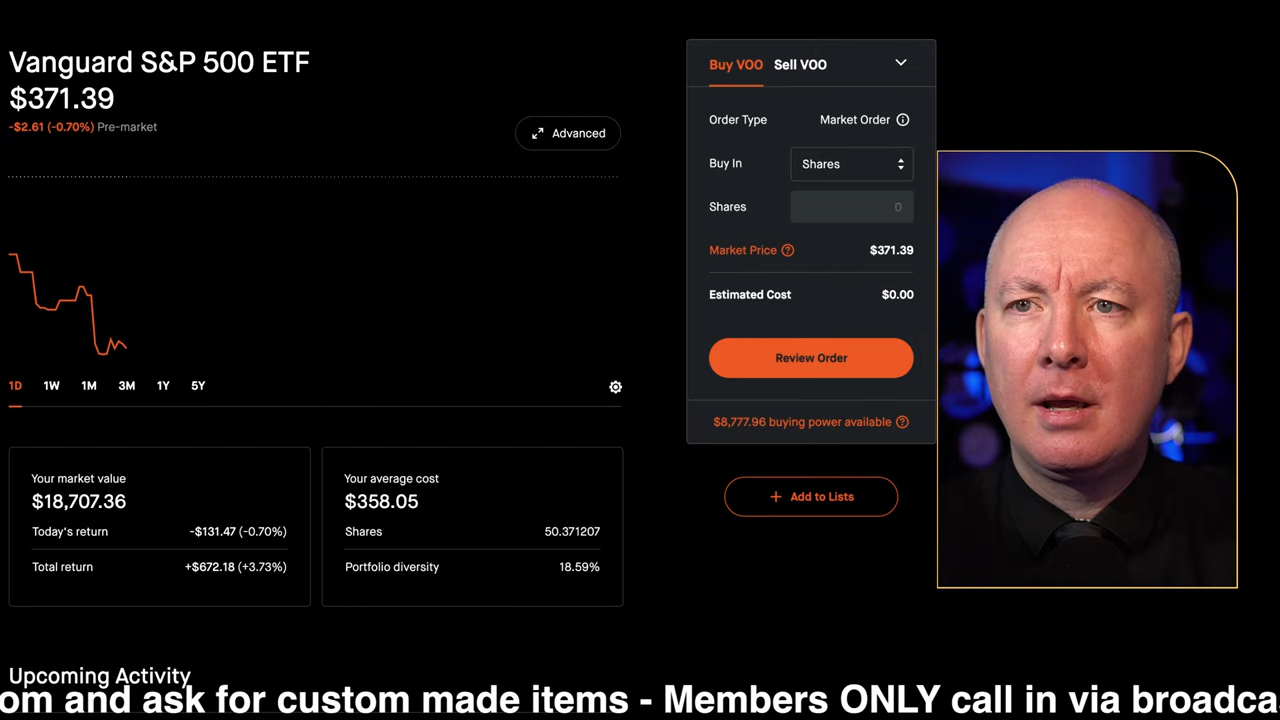 Vanguard S&P 500 ETF
$371.39
-$2.61 (-0.70%) Pre-market
Advanced
1D 1W 1M 3M 1Y 5Y
Your market value
$18,707.36
Today's return -$131.47 (-0.70%)
Total return +$672.18 (+3.73%)
Your average cost
$358.05
Shares 50.371207
Portfolio diversity 18.59%
Buy VOO Sell VOO
Order Type Market Order
Buy In Shares
Shares 0
Market Price $371.39
Estimated Cost $0.00
Review Order
$8,777.96 buying power available
+ Add to Lists
Upcoming Activity
om and ask for custom made items - Members ONLY call in via broadca